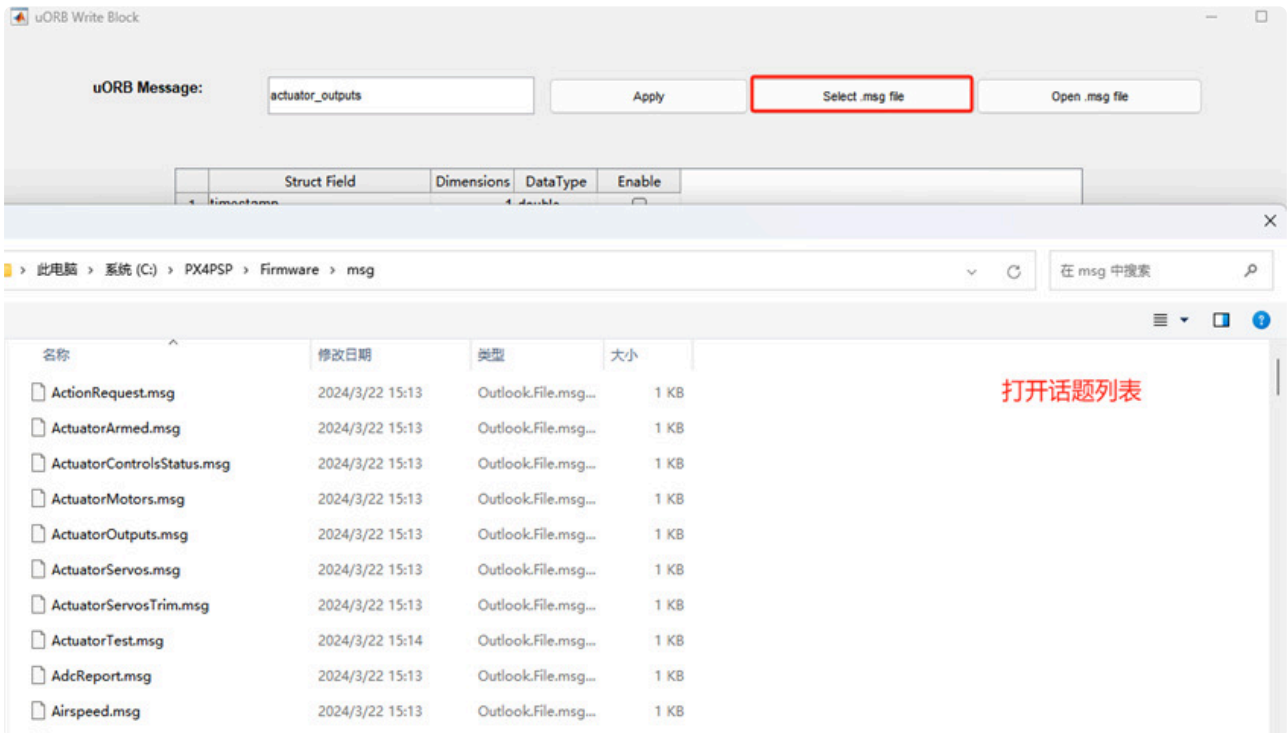 uORB Write Block
uORB Message: actuator_outputs Apply Select .msg file Open .msg file
Struct Field Dimensions DataType Enable
1 timestamp 1 double
此电脑 > 系统 (C:) > PX4PSP > Firmware > msg 在 msg 中搜索
名称 修改日期 类型 大小
打开话题列表
ActionRequest.msg 2024/3/22 15:13 Outlook.File.msg... 1 KB
ActuatorArmed.msg 2024/3/22 15:13 Outlook.File.msg... 1 KB
ActuatorControlsStatus.msg 2024/3/22 15:13 Outlook.File.msg... 1 KB
ActuatorMotors.msg 2024/3/22 15:13 Outlook.File.msg... 1 KB
ActuatorOutputs.msg 2024/3/22 15:13 Outlook.File.msg... 1 KB
ActuatorServos.msg 2024/3/22 15:13 Outlook.File.msg... 1 KB
ActuatorServosTrim.msg 2024/3/22 15:13 Outlook.File.msg... 1 KB
ActuatorTest.msg 2024/3/22 15:14 Outlook.File.msg... 1 KB
AdcReport.msg 2024/3/22 15:13 Outlook.File.msg... 1 KB
Airspeed.msg 2024/3/22 15:13 Outlook.File.msg... 1 KB